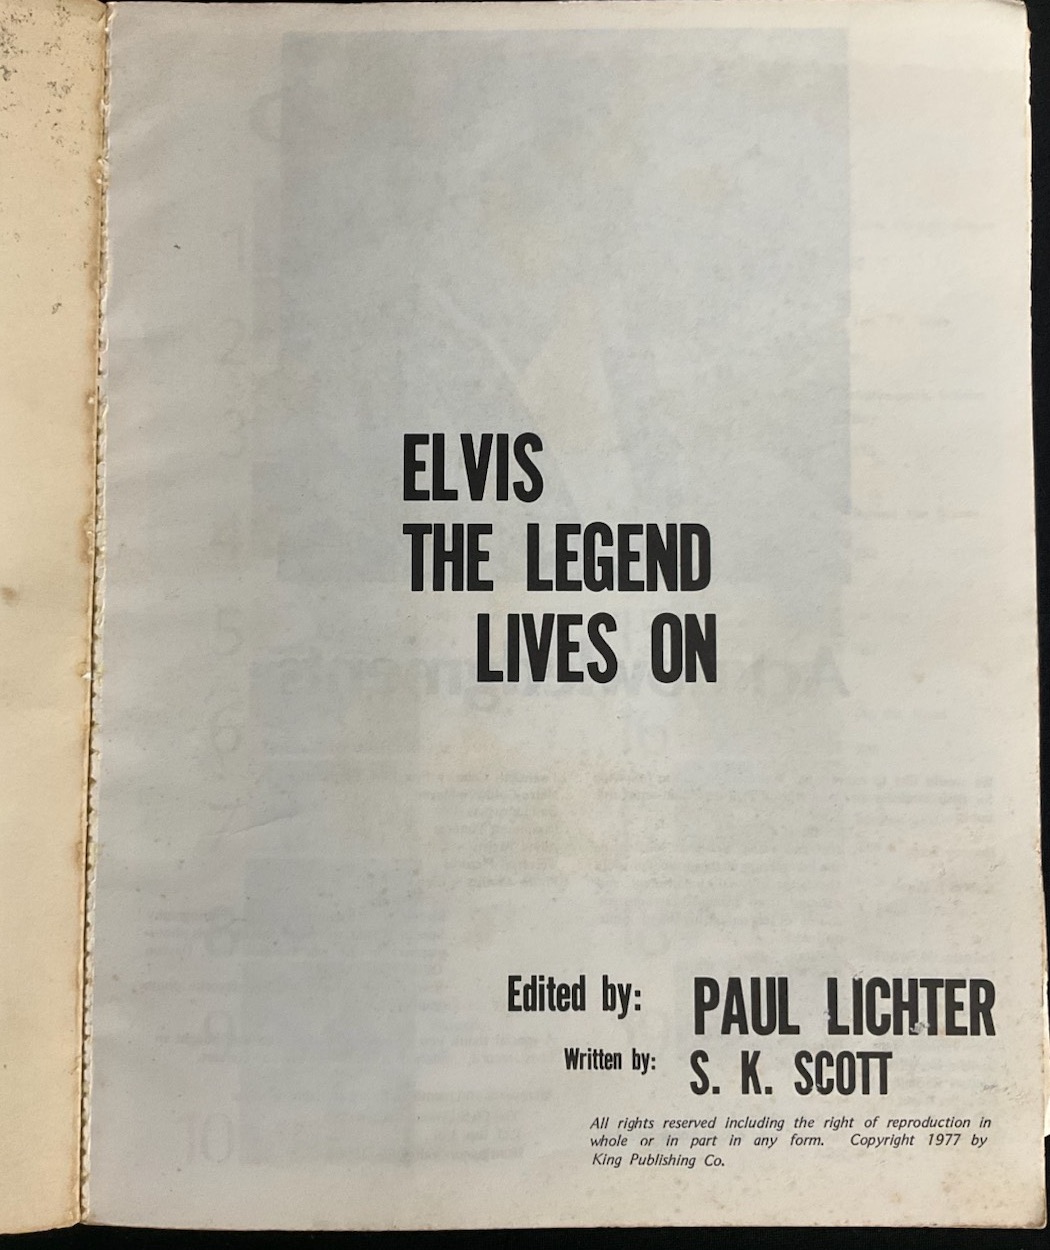 ELVIS
THE LEGEND
LIVES ON
Edited by: PAUL LICHTER
Written by: S. K. SCOTT
All rights reserved including the right of reproduction in
whole or in part in any form. Copyright 1977 by
King Publishing Co.